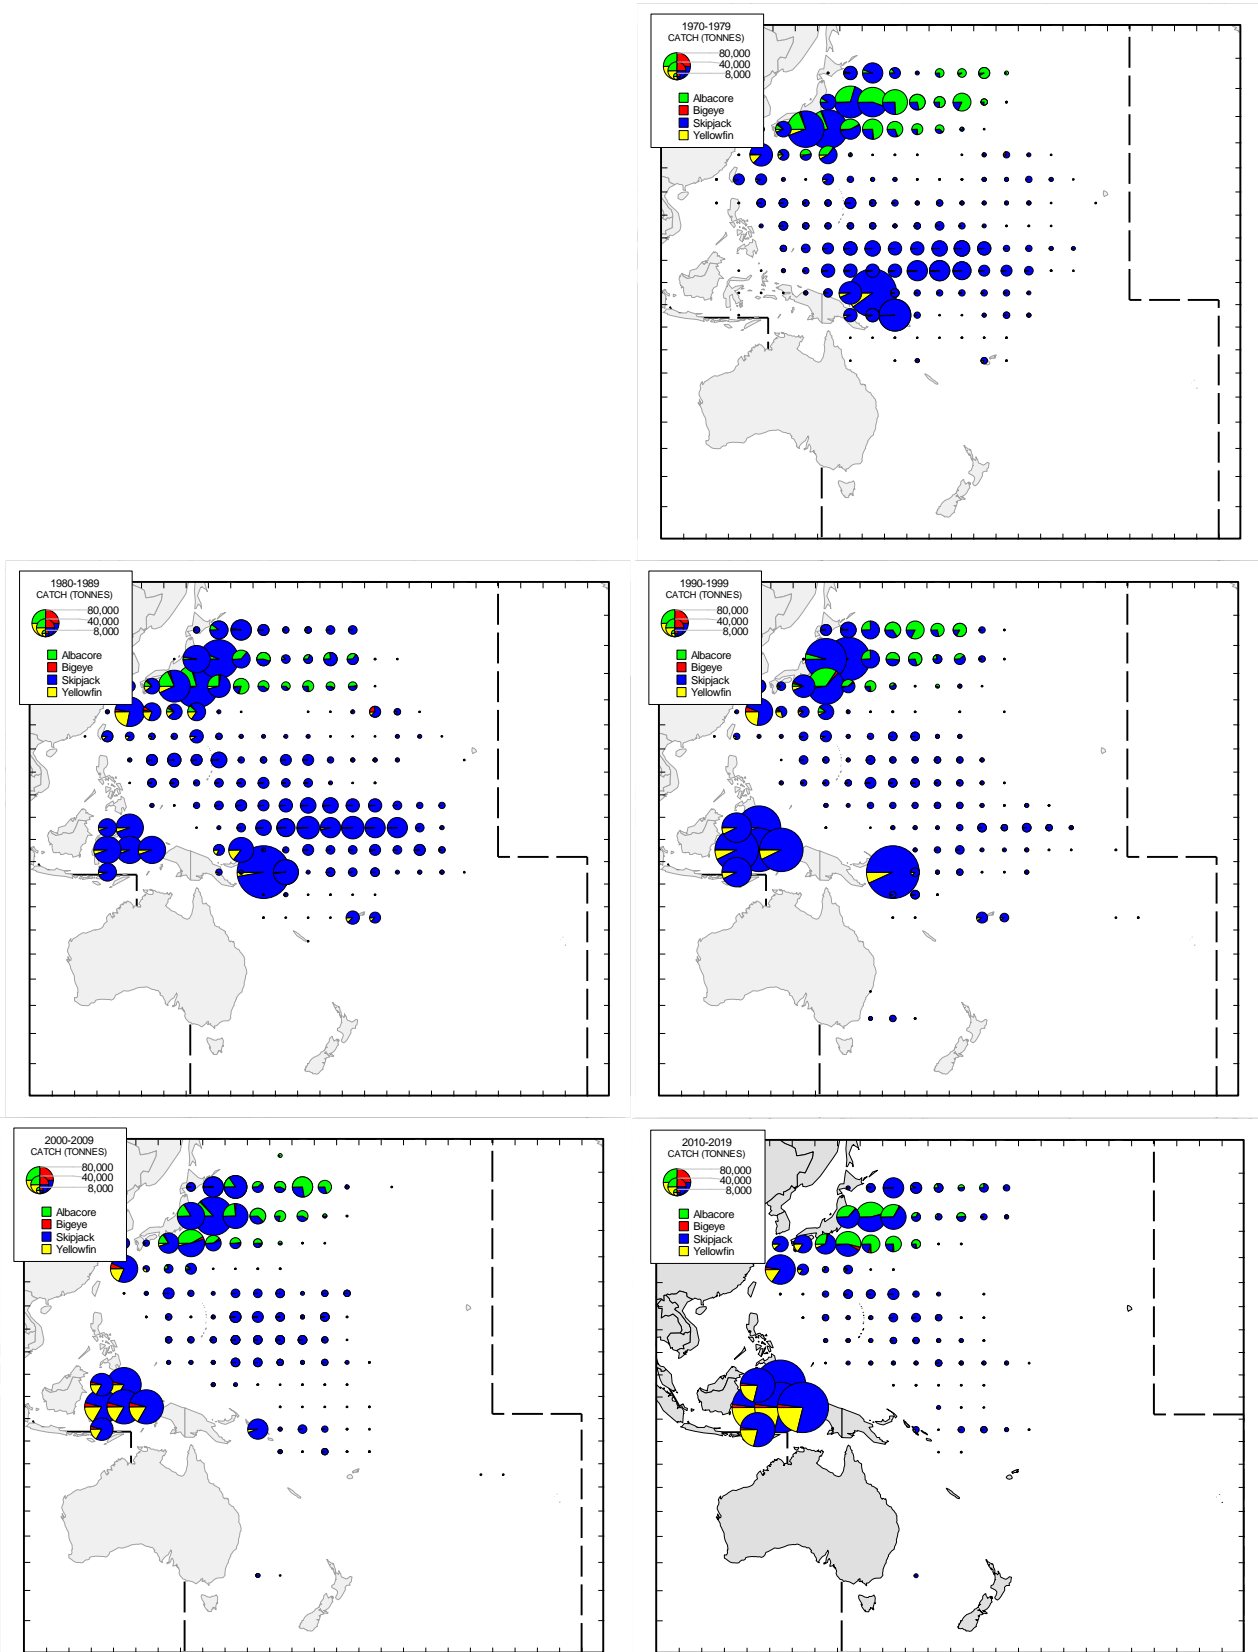 1970-1979
CATCH (TONNES)
80,000
40,000
8,000
Albacore
Bigeye
Skipjack
Yellowfin
1980-1989
CATCH (TONNES)
80,000
40,000
8,000
Albacore
Bigeye
Skipjack
Yellowfin
1990-1999
CATCH (TONNES)
80,000
40,000
8,000
Albacore
Bigeye
Skipjack
Yellowfin
2000-2009
CATCH (TONNES)
80,000
40,000
8,000
Albacore
Bigeye
Skipjack
Yellowfin
2010-2019
CATCH (TONNES)
80,000
40,000
8,000
Albacore
Bigeye
Skipjack
Yellowfin